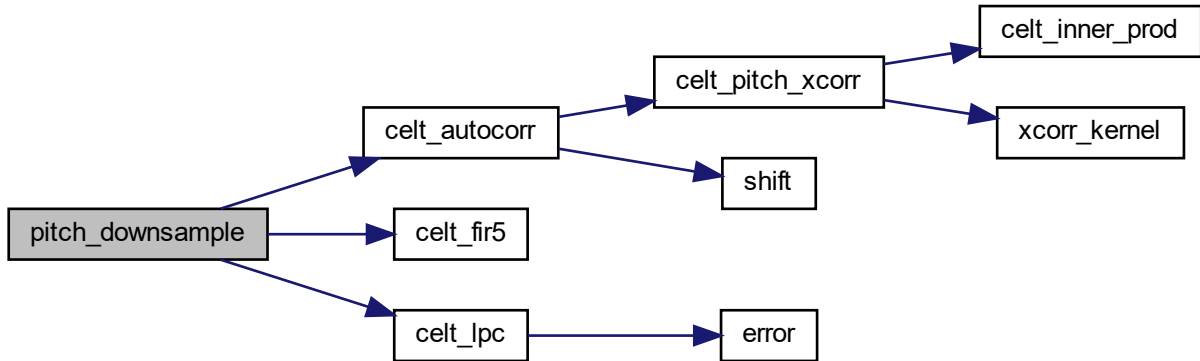 pitch_downsample
celt_autocorr
celt_pitch_xcorr
celt_inner_prod
xcorr_kernel
shift
celt_fir5
celt_lpc
error